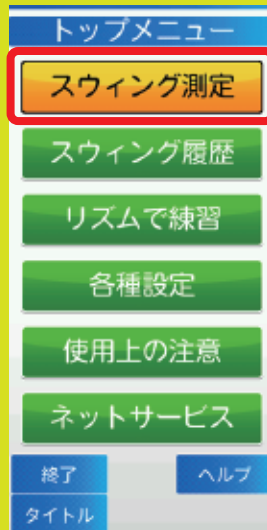 トップメニュー
スウィング測定
スウィング履歴
リズムで練習
各種設定
使用上の注意
ネットサービス
終了
ヘルプ
タイトル